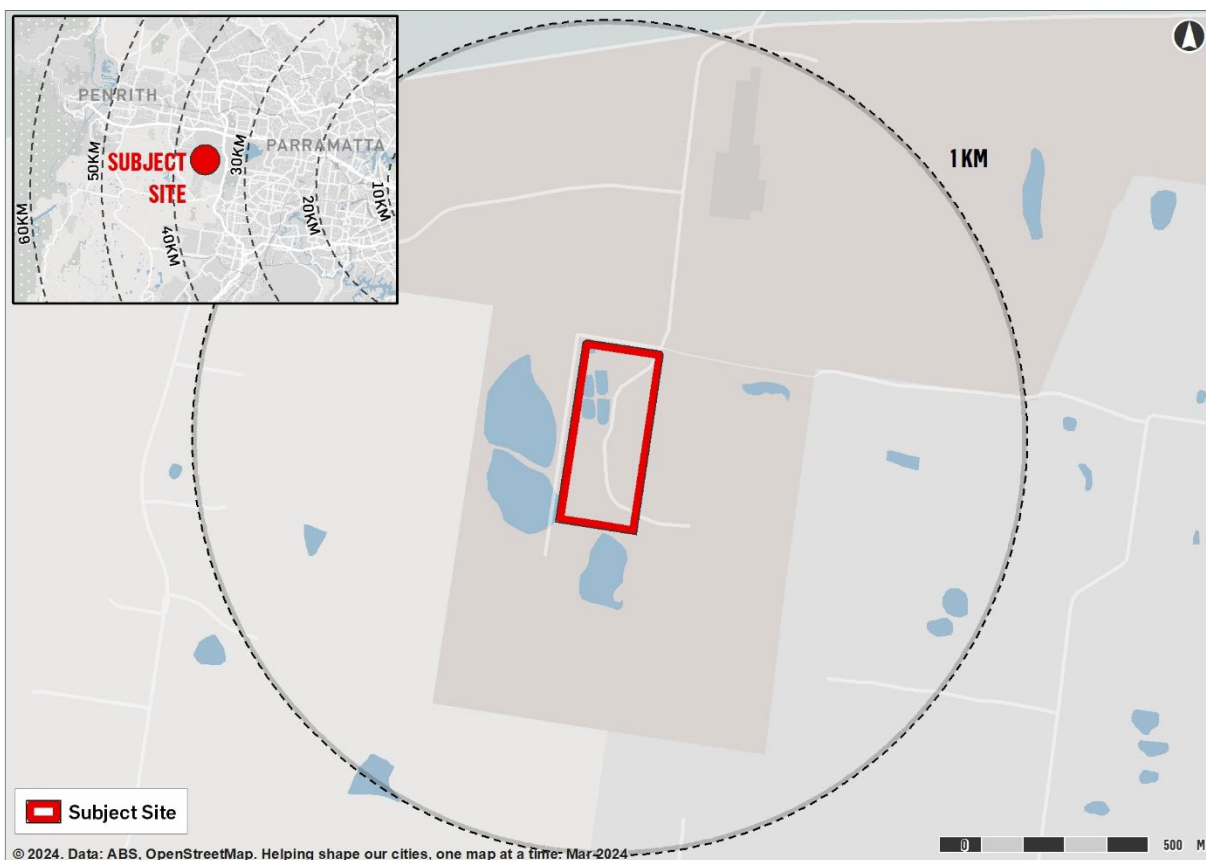 PENRITH
PARRAMATTA
SUBJECT
SITE
60KM
50KM
40KM
30KM
20KM
10KM
1 KM
Subject Site
© 2024. Data: ABS, OpenStreetMap. Helping shape our cities, one map at a time. Mar-2024
0 500 M